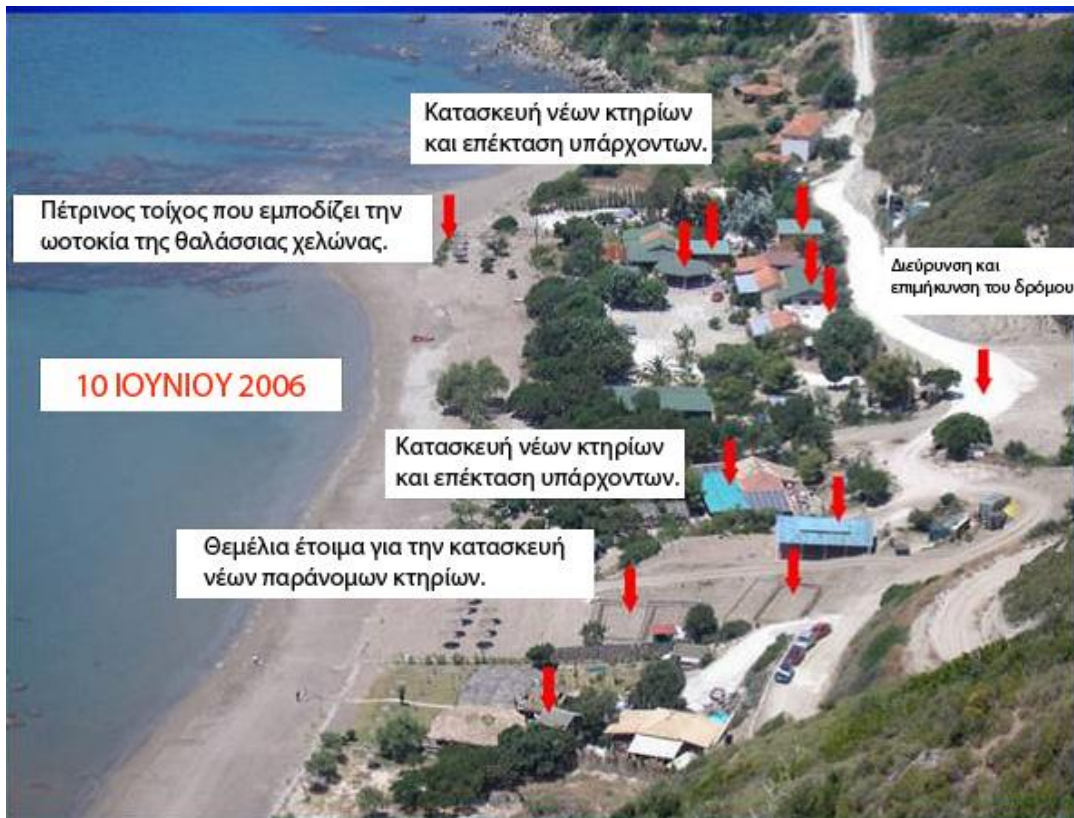 Κατασκευή νέων κτηρίων
και επέκταση υπάρχοντων.
Πέτρινος τοίχος που εμποδίζει την
ωοτοκία της θαλάσσιας χελώνας.
Διεύρυνση και
επιμήκυνση του δρόμου
10 ΙΟΥΝΙΟΥ 2006
Κατασκευή νέων κτηρίων
και επέκταση υπάρχοντων.
Θεμέλια έτοιμα για την κατασκευή
νέων παράνομων κτηρίων.